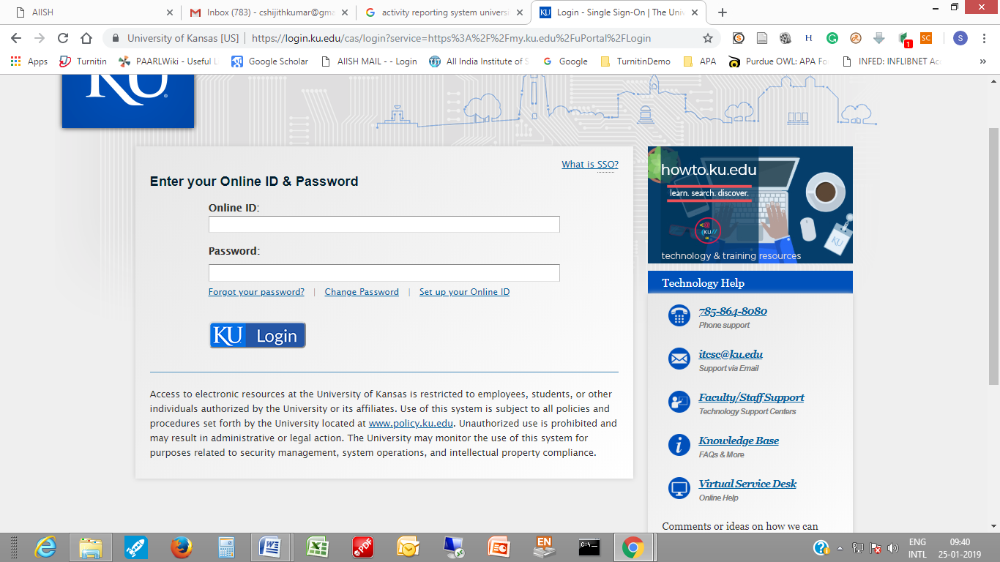 AIISH
Inbox (783) - cshijithkumar@gma
activity reporting system universi
Login - Single Sign-On | The Univ
University of Kansas [US]
https://login.ku.edu/cas/login?service=https%3A%2F%2Fmy.ku.edu%2FuPortal%2FLogin
H
1
SC
S
Apps
Turnitin
PAARLWiki - Useful L
Google Scholar
AIISH MAIL - - Login
All India Institute of S
Google
TurnitinDemo
APA
Purdue OWL: APA Fo
INFED: INFLIBNET Acc
»
KU
What is SSO?
Enter your Online ID & Password
Online ID:
Password:
Forgot your password? | Change Password | Set up your Online ID
KU Login
Access to electronic resources at the University of Kansas is restricted to employees, students, or other
individuals authorized by the University or its affiliates. Use of this system is subject to all policies and
procedures set forth by the University located at www.policy.ku.edu. Unauthorized use is prohibited and
may result in administrative or legal action. The University may monitor the use of this system for
purposes related to security management, system operations, and intellectual property compliance.
howto.ku.edu
learn. search. discover.
KU
technology & training resources
Technology Help
785-864-8080
Phone support
itcsc@ku.edu
Support via Email
Faculty/Staff Support
Technology Support Centers
Knowledge Base
FAQs & More
Virtual Service Desk
Online Help
Comments or ideas on how we can
PDF
EN
C:\
ENG
INTL
09:40
25-01-2019